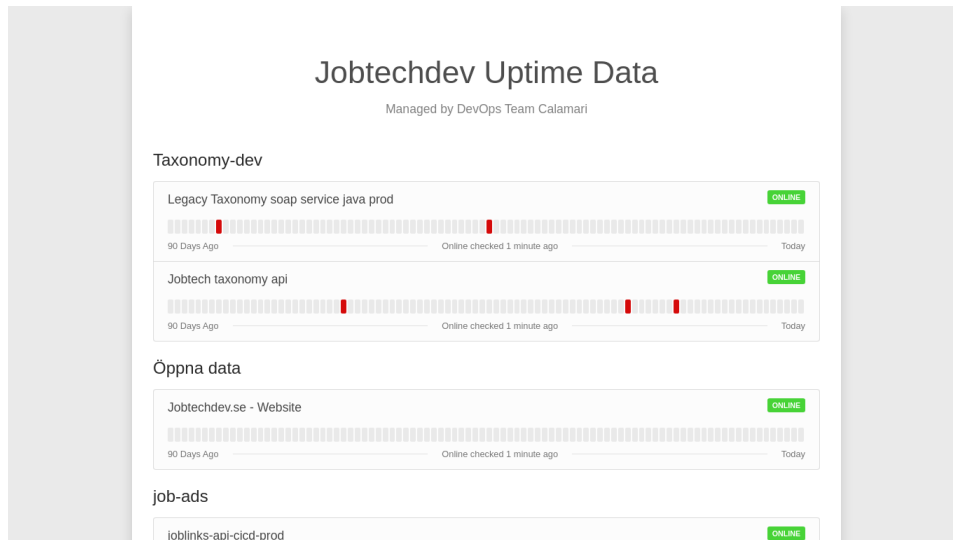 Jobtechdev Uptime Data
Managed by DevOps Team Calamari
Taxonomy-dev
Legacy Taxonomy soap service java prod
ONLINE
90 Days Ago
Online checked 1 minute ago
Today
Jobtech taxonomy api
ONLINE
90 Days Ago
Online checked 1 minute ago
Today
Öppna data
Jobtechdev.se - Website
ONLINE
90 Days Ago
Online checked 1 minute ago
Today
job-ads
joblinks-api-cicd-prod
ONLINE